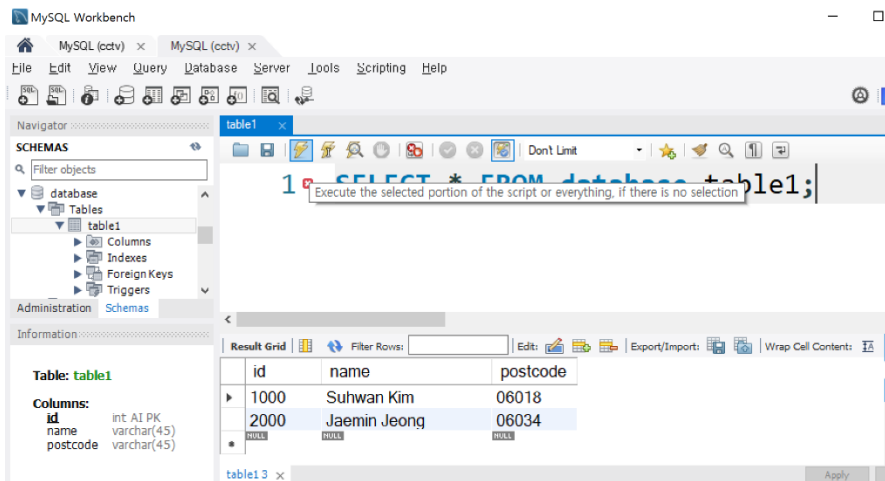 MySQL Workbench
MySQL (cctv) × MySQL (cctv) ×
File Edit View Query Database Server Tools Scripting Help
Navigator
SCHEMAS
Filter objects
database
Tables
table1
Columns
Indexes
Foreign Keys
Triggers
Administration Schemas
Information
Table: table1
Columns:
id int AI PK
name varchar(45)
postcode varchar(45)
table1 ×
Don't Limit
1 SELECT * FROM database.table1;
Execute the selected portion of the script or everything, if there is no selection
Result Grid Filter Rows: Edit: Export/Import: Wrap Cell Content:
id name postcode
1000 Suhwan Kim 06018
2000 Jaemin Jeong 06034
NULL NULL NULL
table1 3 ×
Apply